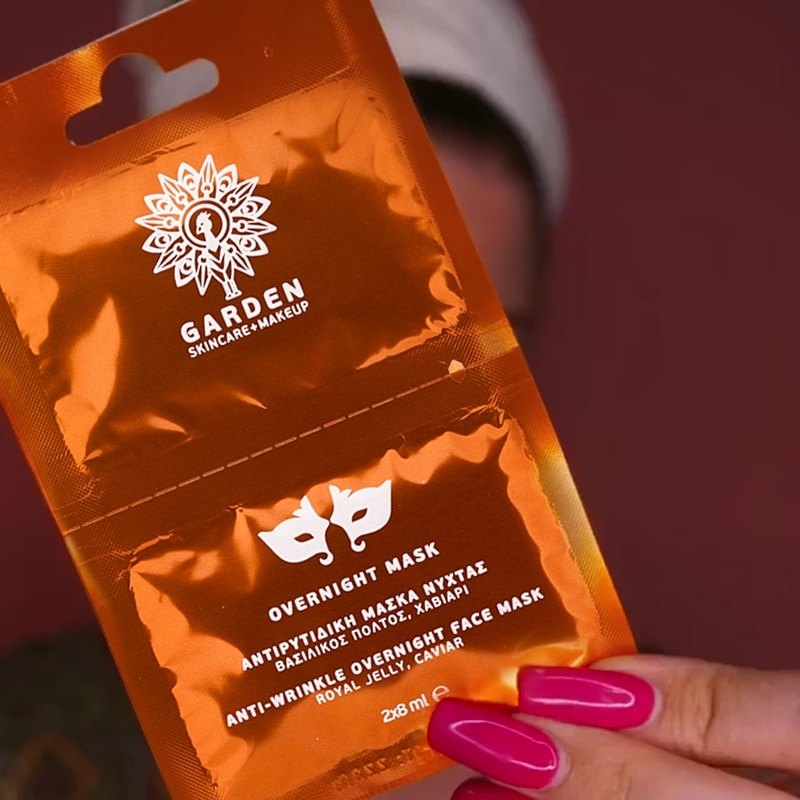 GARDEN
SKINCARE+MAKEUP
OVERNIGHT MASK
ΑΝΤΙΡΥΤΙΔΙΚΗ ΜΑΣΚΑ ΝΥΧΤΑΣ
ΒΑΣΙΛΙΚΟΣ ΠΟΛΤΟΣ, ΧΑΒΙΑΡΙ
ANTI-WRINKLE OVERNIGHT FACE MASK
ROYAL JELLY, CAVIAR
2x8 ml ℮